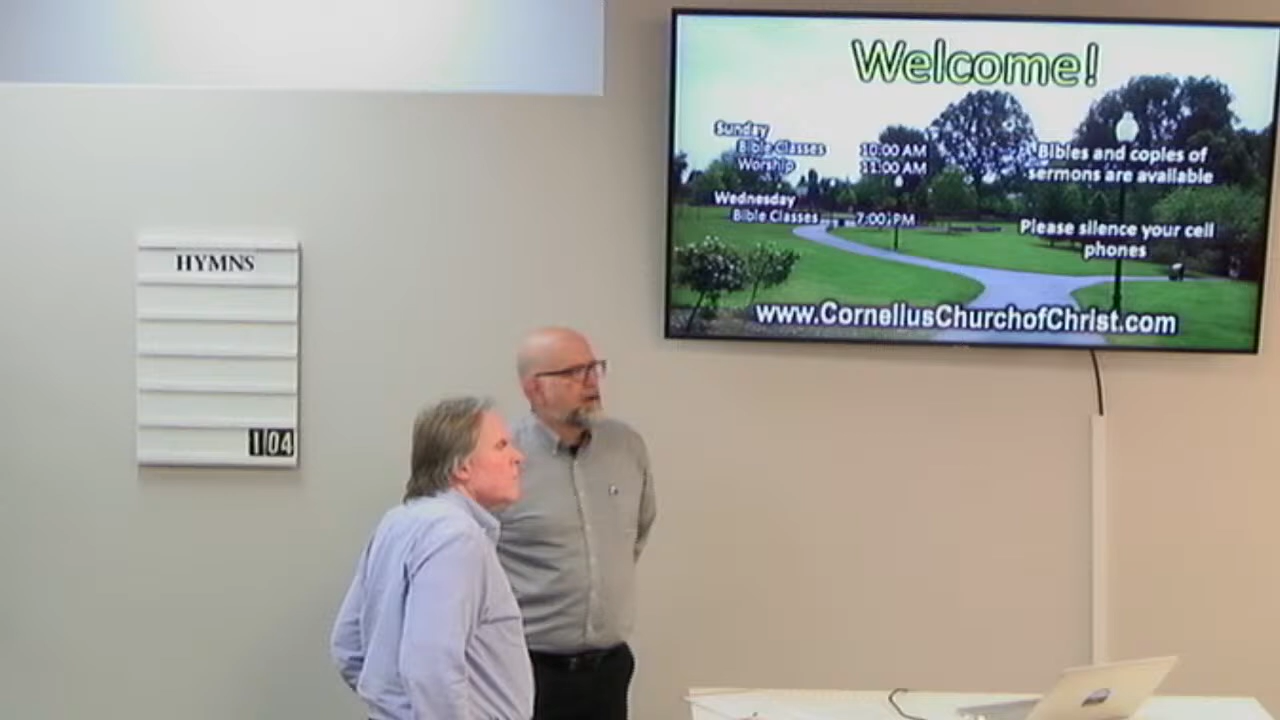 Welcome!
Sunday
Bible Classes 10:00 AM
Worship 11:00 AM
Wednesday
Bible Classes 7:00 PM
Bibles and copies of
sermons are available
Please silence your cell
phones
www.CorneliusChurchofChrist.com
HYMNS
104